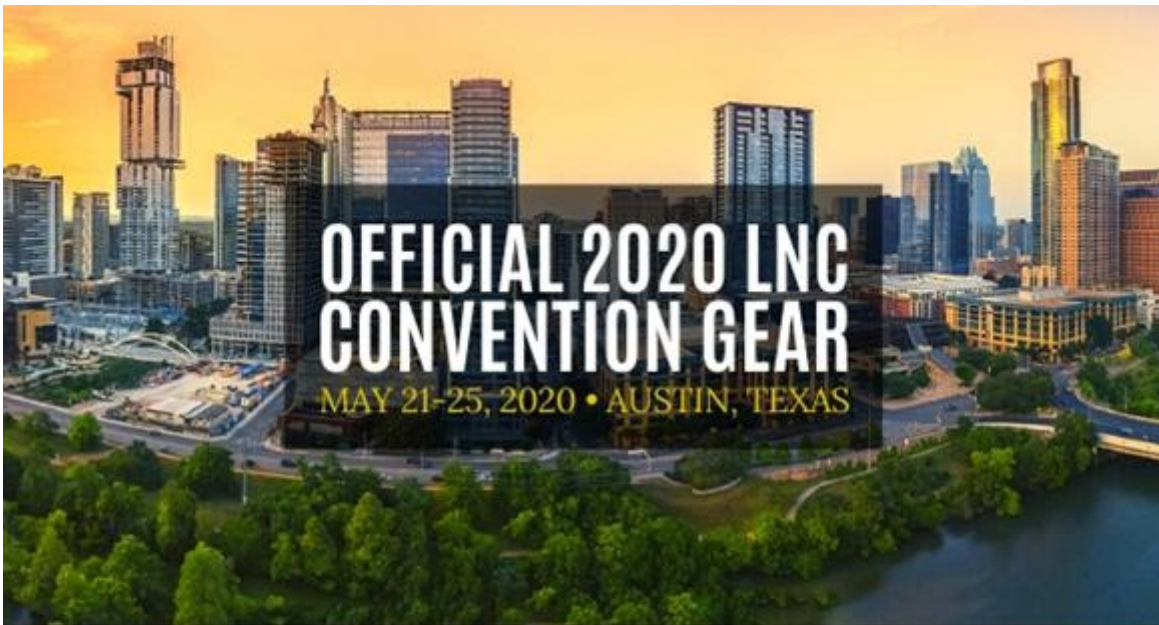 OFFICIAL 2020 LNC
CONVENTION GEAR
MAY 21-25, 2020 • AUSTIN, TEXAS